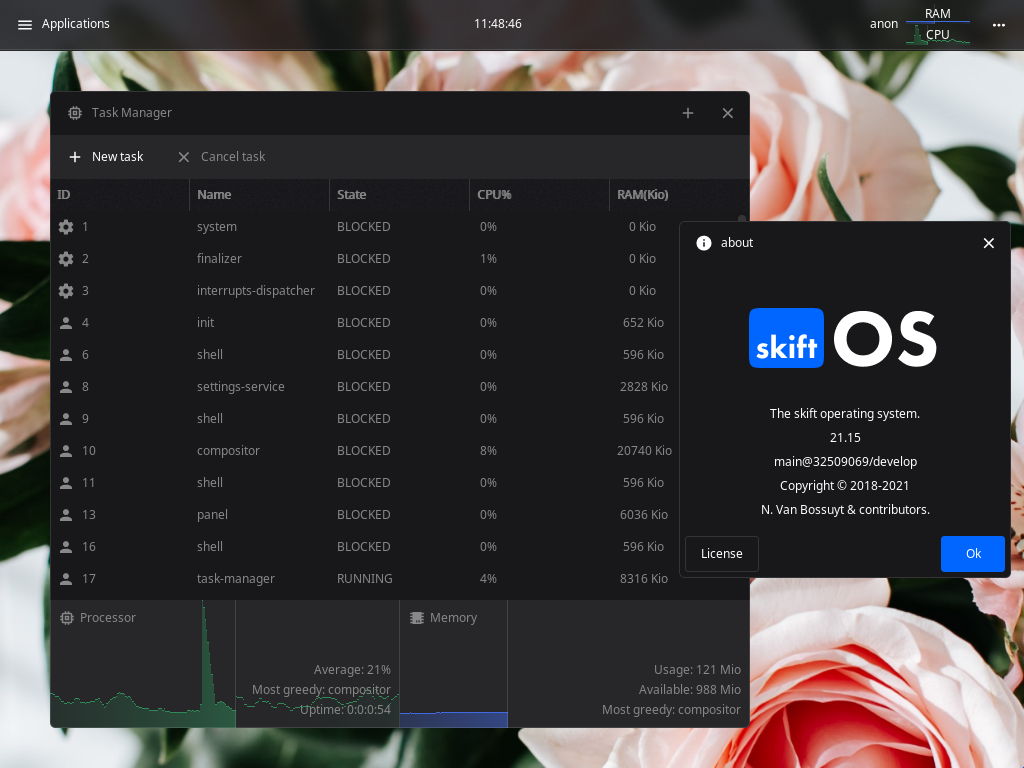 Applications
11:48:46
anon
RAM
CPU
Task Manager
New task
Cancel task
ID Name State CPU% RAM(Kio)
1 system BLOCKED 0% 0 Kio
2 finalizer BLOCKED 1% 0 Kio
3 interrupts-dispatcher BLOCKED 0% 0 Kio
4 init BLOCKED 0% 652 Kio
6 shell BLOCKED 0% 596 Kio
8 settings-service BLOCKED 0% 2828 Kio
9 shell BLOCKED 0% 596 Kio
10 compositor BLOCKED 8% 20740 Kio
11 shell BLOCKED 0% 596 Kio
13 panel BLOCKED 0% 6036 Kio
16 shell BLOCKED 0% 596 Kio
17 task-manager RUNNING 4% 8316 Kio
Processor
Average: 21%
Most greedy: compositor
Uptime: 0:0:0:54
Memory
Usage: 121 Mio
Available: 988 Mio
Most greedy: compositor
about
skift OS
The skift operating system.
21.15
main@32509069/develop
Copyright © 2018-2021
N. Van Bossuyt & contributors.
License
Ok